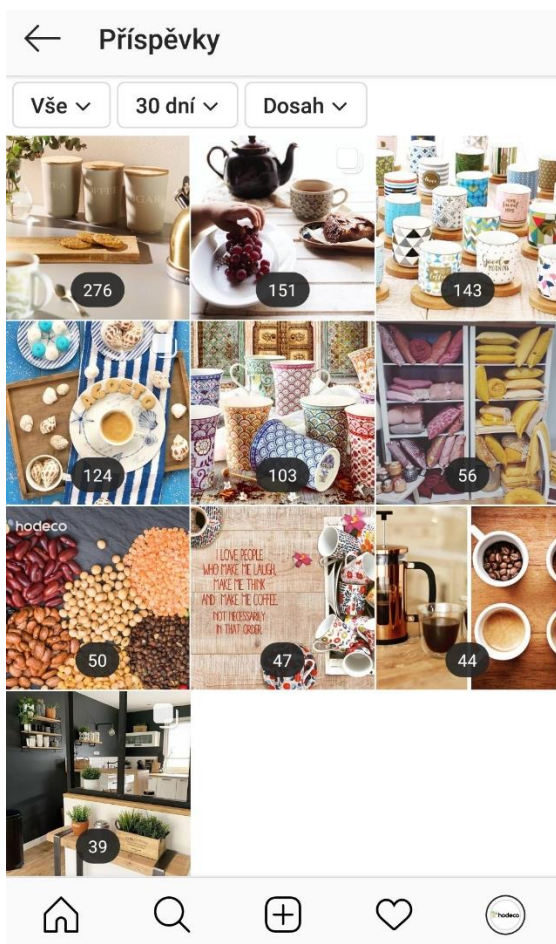 Příspěvky
Vše
30 dní
Dosah
276
151
143
124
103
56
hodeco
50
I LOVE PEOPLE
WHO MAKE ME LAUGH,
MAKE ME THINK
AND MAKE ME COFFEE.
NOT NECESSARILY
IN THAT ORDER.
47
44
39
hodeco